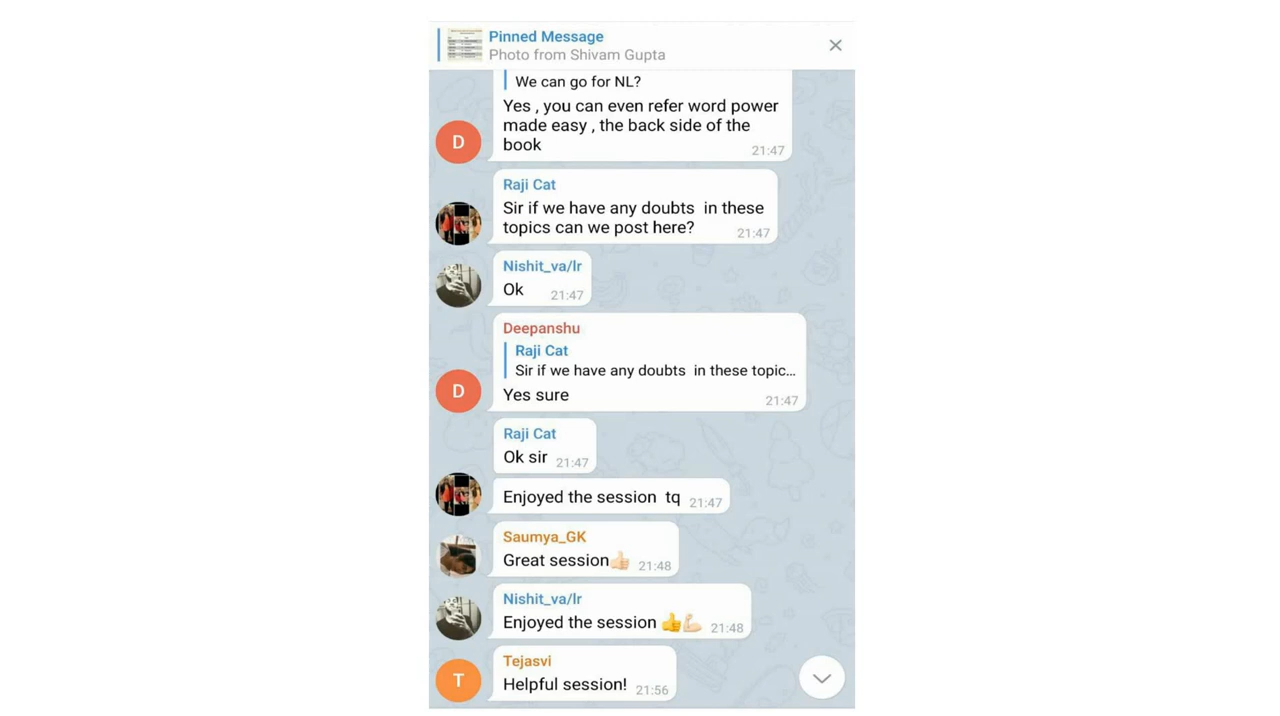 Pinned Message
Photo from Shivam Gupta
We can go for NL?
Yes , you can even refer word power
made easy , the back side of the
book
21:47
D
Raji Cat
Sir if we have any doubts  in these
topics can we post here?
21:47
Nishit_va/lr
Ok 21:47
Deepanshu
Raji Cat
Sir if we have any doubts  in these topic...
Yes sure
21:47
D
Raji Cat
Ok sir 21:47
Enjoyed the session  tq 21:47
Saumya_GK
Great session👍🏻 21:48
Nishit_va/lr
Enjoyed the session 👍💪🏻 21:48
Tejasvi
T
Helpful session! 21:56